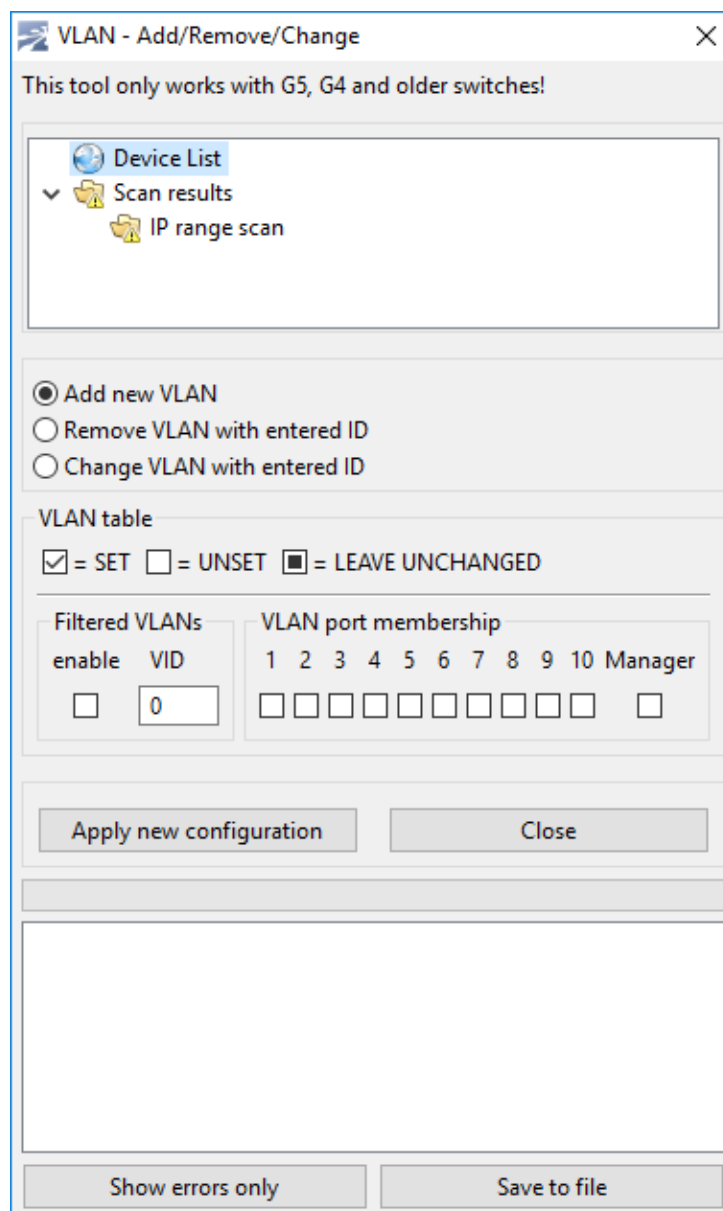 VLAN - Add/Remove/Change
This tool only works with G5, G4 and older switches!
Device List
Scan results
IP range scan
Add new VLAN
Remove VLAN with entered ID
Change VLAN with entered ID
VLAN table
= SET = UNSET = LEAVE UNCHANGED
Filtered VLANs VLAN port membership
enable VID 1 2 3 4 5 6 7 8 9 10 Manager
0
Apply new configuration Close
Show errors only Save to file